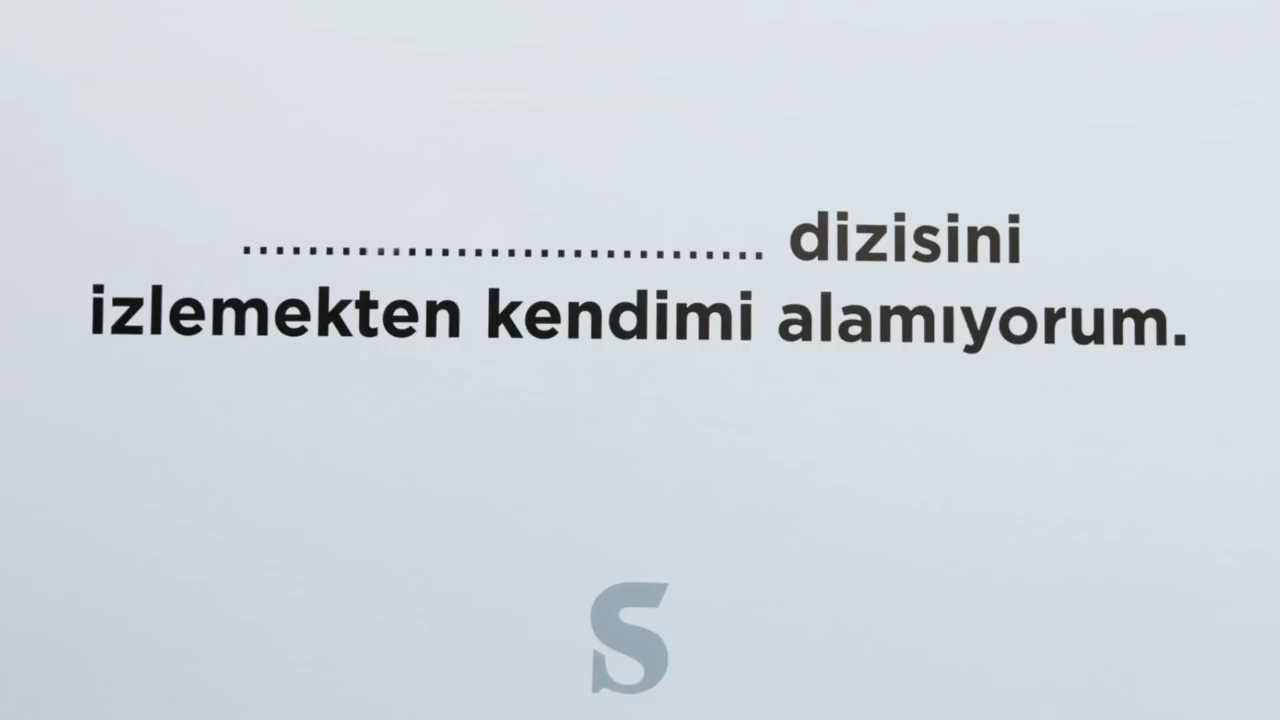 ................................ dizisini
izlemekten kendimi alamıyorum.
S